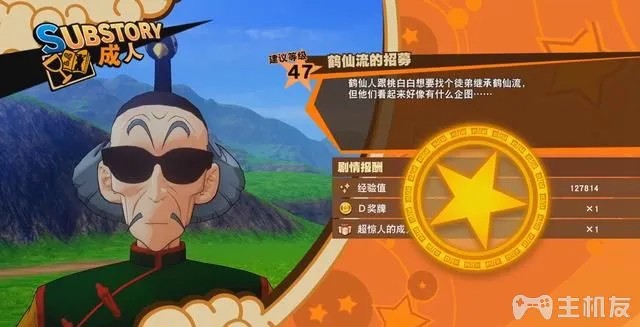 SUBSTORY
成人
建议等级
47
鹤仙流的招募
鹤仙人跟桃白白想要找个徒弟继承鹤仙流,
但他们看起来好像有什么企图……
剧情报酬
经验值 127814
D奖牌 ×1
超惊人的成 ×1
主机友